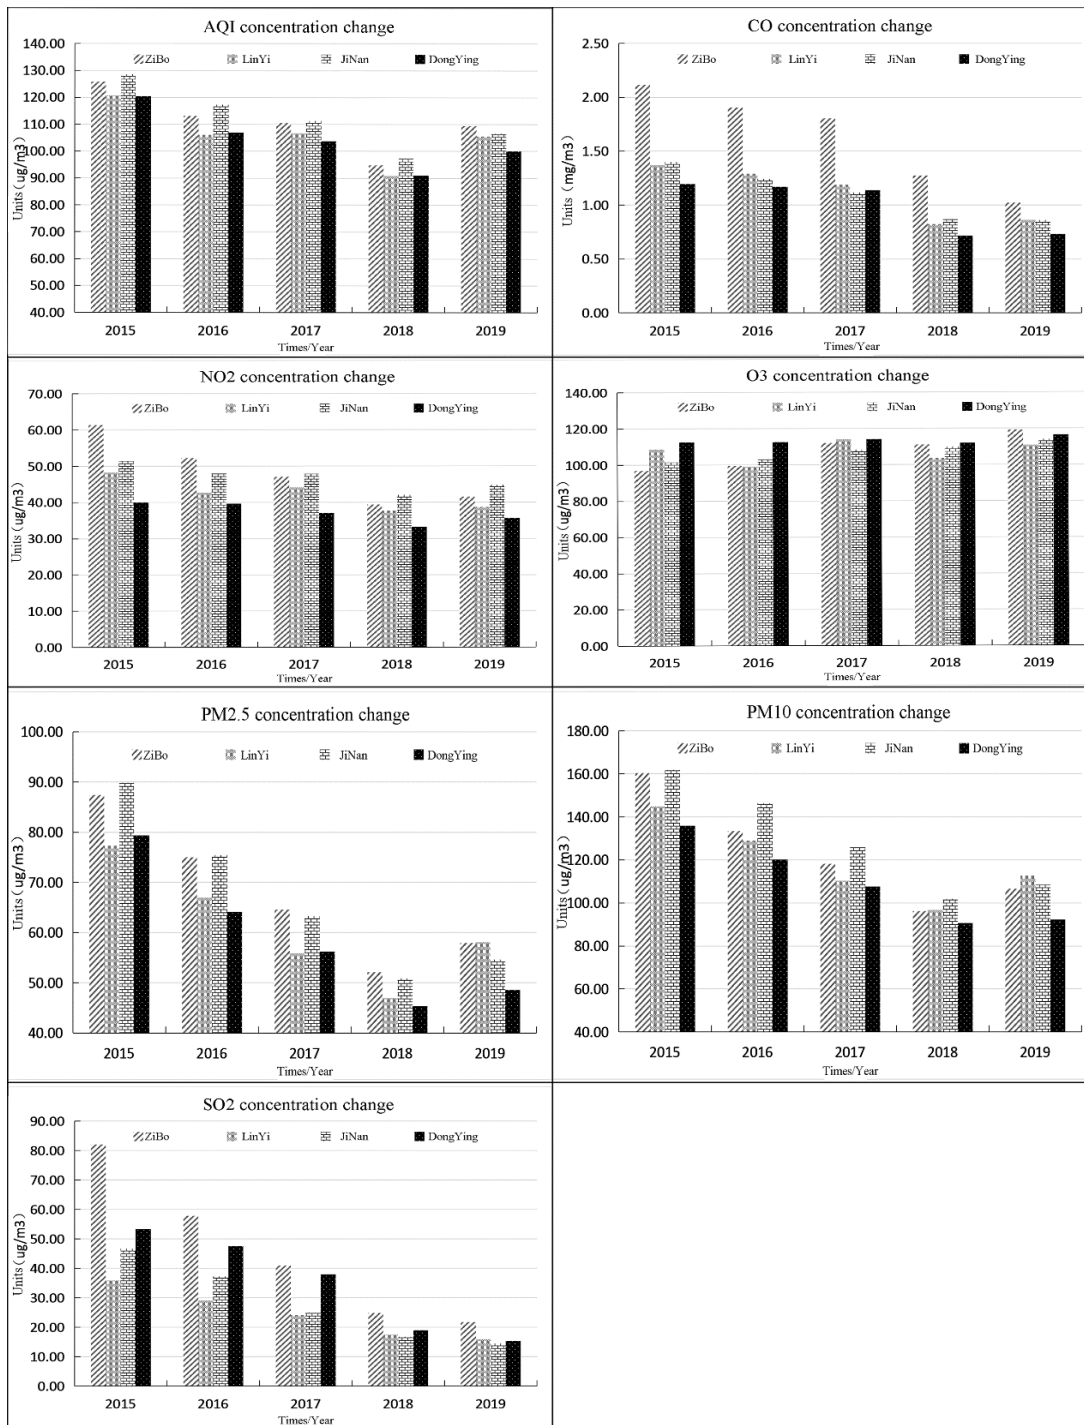 AQI concentration change
140.00
130.00
120.00
110.00
100.00
90.00
80.00
70.00
60.00
50.00
40.00
Units（ug/m3）
ZiBo LinYi JiNan DongYing
2015 2016 2017 2018 2019
Times/Year
CO concentration change
2.50
2.00
1.50
1.00
0.50
0.00
Units（mg/m3）
ZiBo LinYi JiNan DongYing
2015 2016 2017 2018 2019
Times/Year
NO2 concentration change
70.00
60.00
50.00
40.00
30.00
20.00
10.00
0.00
Units（ug/m3）
ZiBo LinYi JiNan DongYing
2015 2016 2017 2018 2019
Times/Year
O3 concentration change
140.00
120.00
100.00
80.00
60.00
40.00
20.00
0.00
Units（ug/m3）
ZiBo LinYi JiNan DongYing
2015 2016 2017 2018 2019
Times/Year
PM2.5 concentration change
100.00
90.00
80.00
70.00
60.00
50.00
40.00
Units（ug/m3）
ZiBo LinYi JiNan DongYing
2015 2016 2017 2018 2019
Times/Year
PM10 concentration change
180.00
160.00
140.00
120.00
100.00
80.00
60.00
40.00
Units（ug/m3）
ZiBo LinYi JiNan DongYing
2015 2016 2017 2018 2019
Times/Year
SO2 concentration change
90.00
80.00
70.00
60.00
50.00
40.00
30.00
20.00
10.00
0.00
Units（ug/m3）
ZiBo LinYi JiNan DongYing
2015 2016 2017 2018 2019
Times/Year